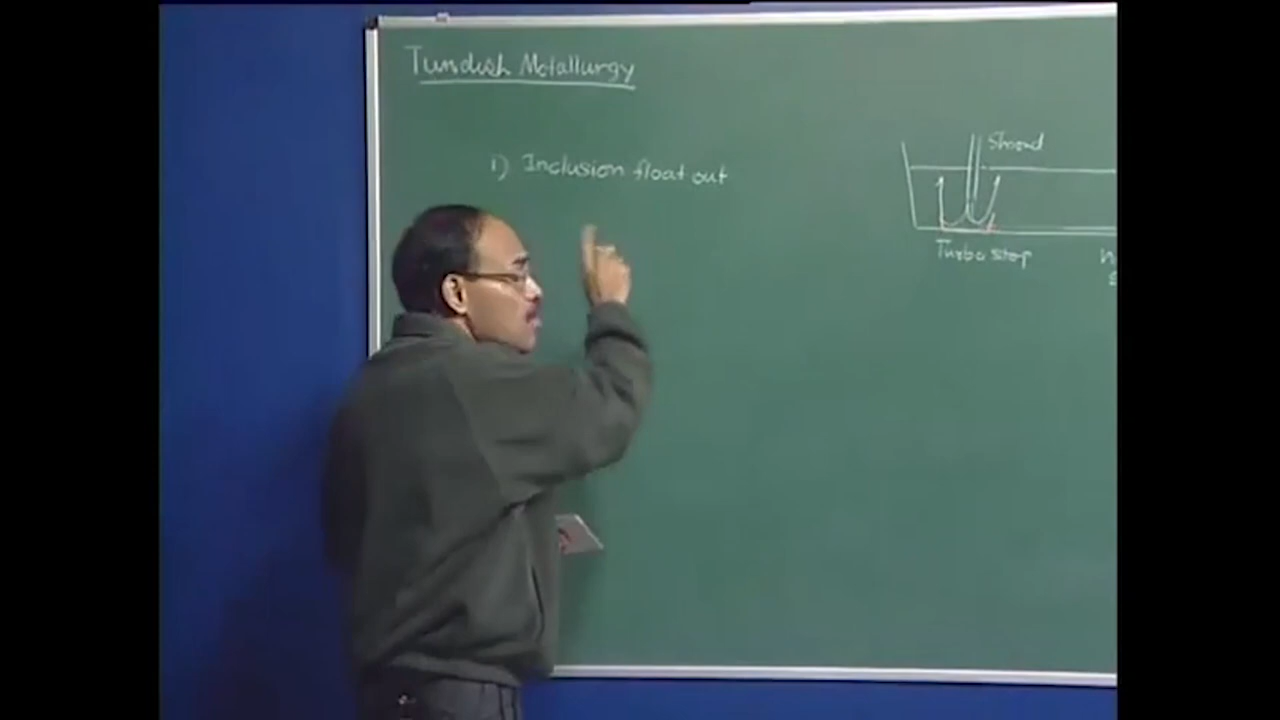 Tundish Metallurgy
1) Inclusion float out
Shroud
Turbo stop